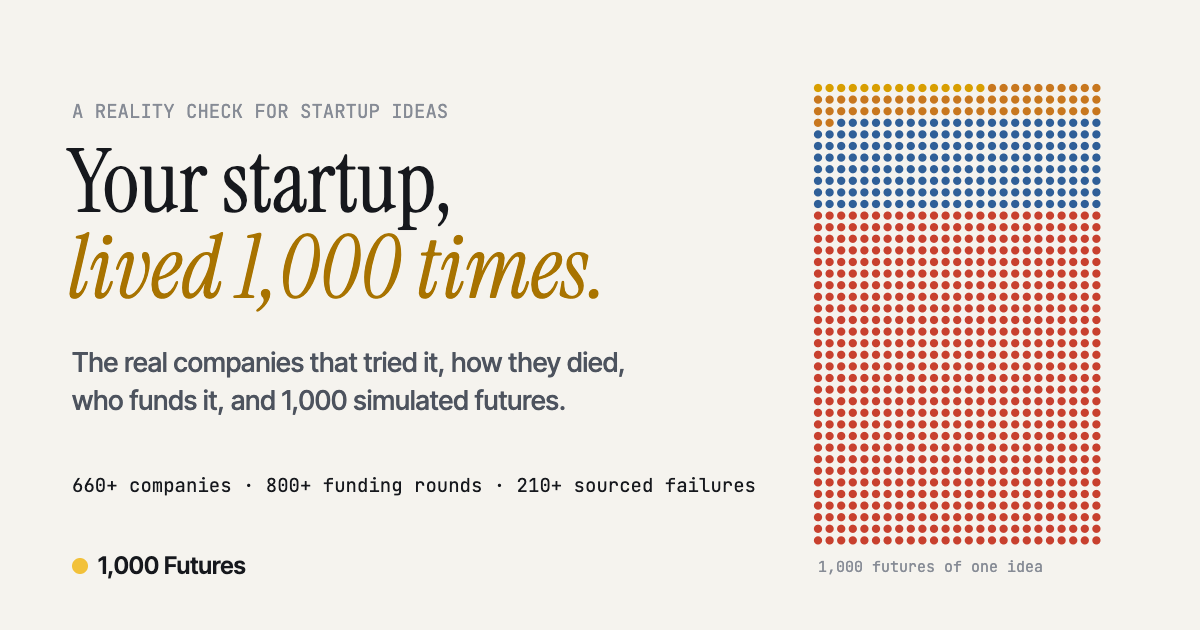 A REALITY CHECK FOR STARTUP IDEAS
Your startup,
lived 1,000 times.
The real companies that tried it, how they died,
who funds it, and 1,000 simulated futures.
660+ companies · 800+ funding rounds · 210+ sourced failures
1,000 Futures
1,000 futures of one idea